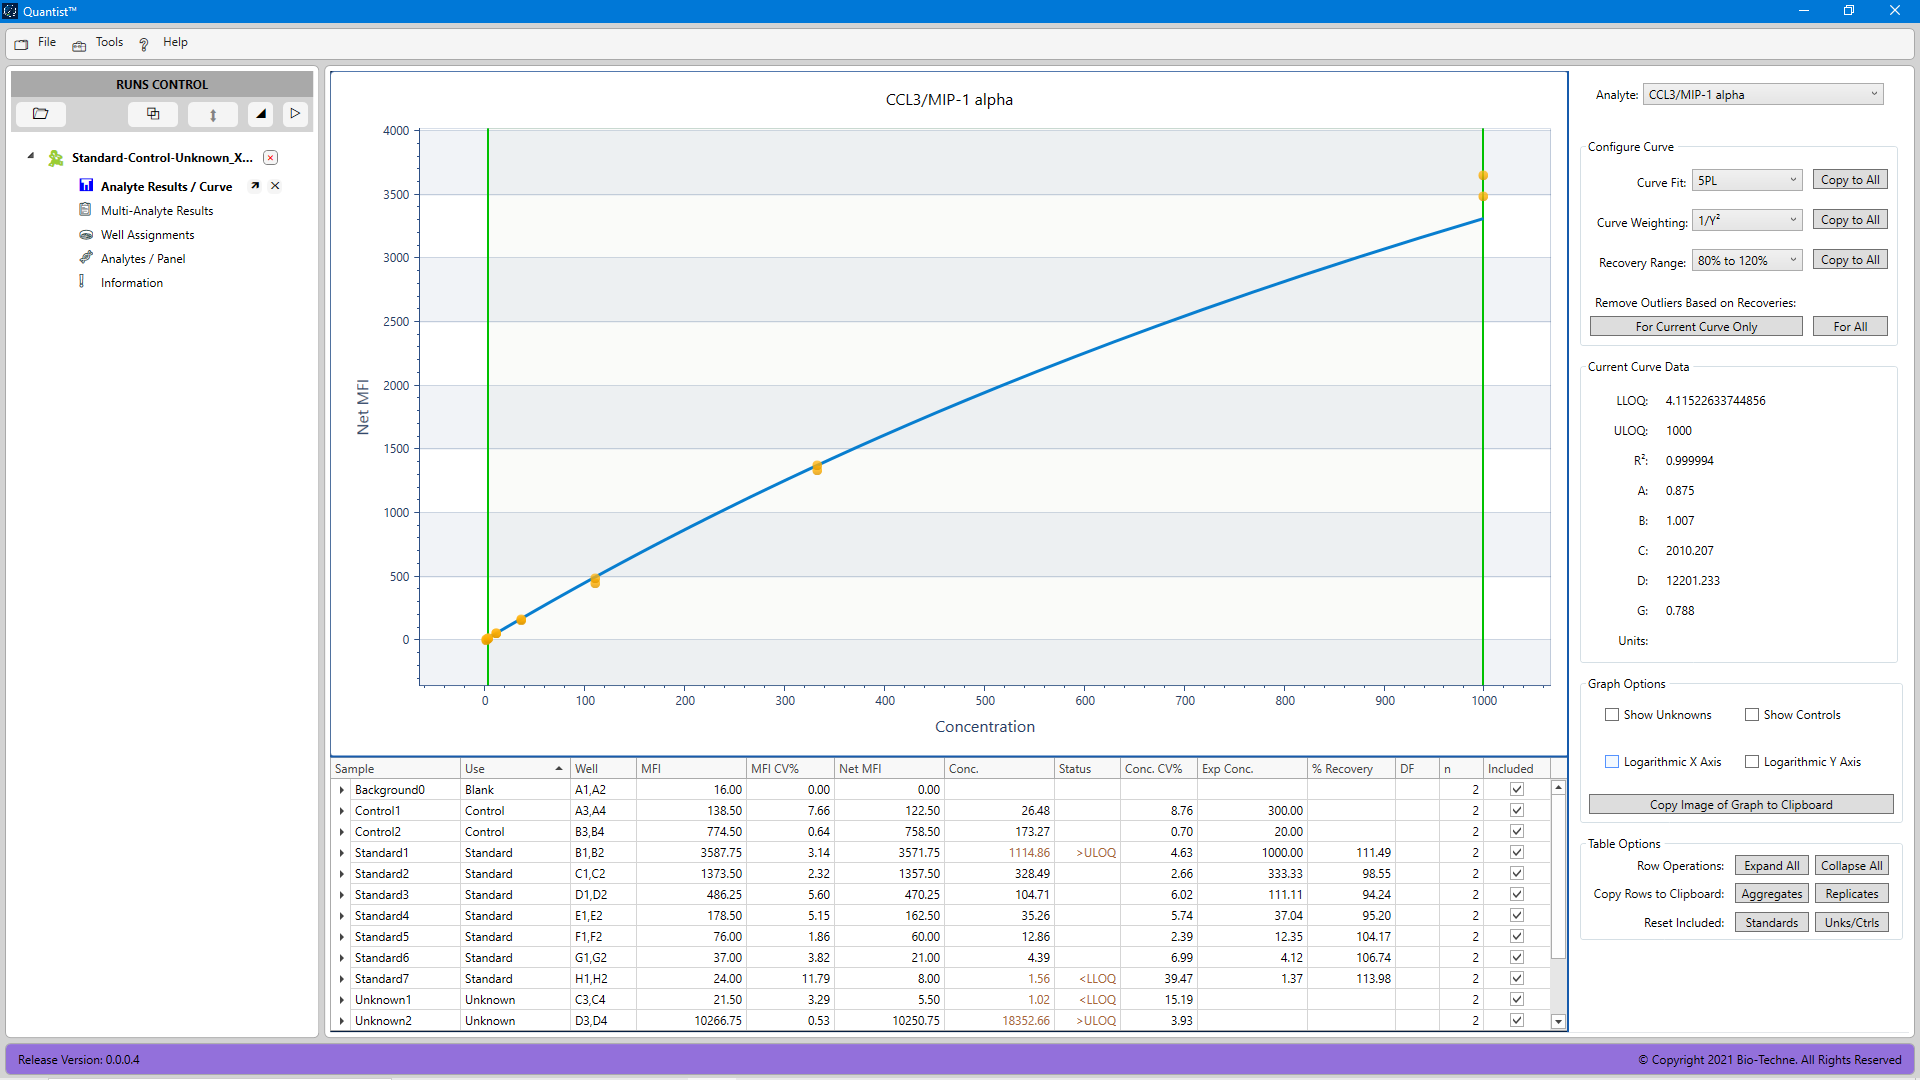 Quantist™
File Tools Help
RUNS CONTROL
Standard-Control-Unknown_X...
Analyte Results / Curve
Multi-Analyte Results
Well Assignments
Analytes / Panel
Information
CCL3/MIP-1 alpha
4000
3500
3000
2500
2000
1500
1000
500
0
Net MFI
0 100 200 300 400 500 600 700 800 900 1000
Concentration
Sample Use Well MFI MFI CV% Net MFI Conc. Status Conc. CV% Exp Conc. % Recovery DF n Included
Background0 Blank A1,A2 16.00 0.00 0.00 2
Control1 Control A3,A4 138.50 7.66 122.50 26.48 8.76 300.00 2
Control2 Control B3,B4 774.50 0.64 758.50 173.27 0.70 20.00 2
Standard1 Standard B1,B2 3587.75 3.14 3571.75 1114.86 >ULOQ 4.63 1000.00 111.49 2
Standard2 Standard C1,C2 1373.50 2.32 1357.50 328.49 2.66 333.33 98.55 2
Standard3 Standard D1,D2 486.25 5.60 470.25 104.71 6.02 111.11 94.24 2
Standard4 Standard E1,E2 178.50 5.15 162.50 35.26 5.74 37.04 95.20 2
Standard5 Standard F1,F2 76.00 1.86 60.00 12.86 2.39 12.35 104.17 2
Standard6 Standard G1,G2 37.00 3.82 21.00 4.39 6.99 4.12 106.74 2
Standard7 Standard H1,H2 24.00 11.79 8.00 1.56 <LLOQ 39.47 1.37 113.98 2
Unknown1 Unknown C3,C4 21.50 3.29 5.50 1.02 <LLOQ 15.19 2
Unknown2 Unknown D3,D4 10266.75 0.53 10250.75 18352.66 >ULOQ 3.93 2
Analyte: CCL3/MIP-1 alpha
Configure Curve
Curve Fit: 5PL Copy to All
Curve Weighting: 1/Y² Copy to All
Recovery Range: 80% to 120% Copy to All
Remove Outliers Based on Recoveries:
For Current Curve Only For All
Current Curve Data
LLOQ: 4.11522633744856
ULOQ: 1000
R²: 0.999994
A: 0.875
B: 1.007
C: 2010.207
D: 12201.233
G: 0.788
Units:
Graph Options
Show Unknowns Show Controls
Logarithmic X Axis Logarithmic Y Axis
Copy Image of Graph to Clipboard
Table Options
Row Operations: Expand All Collapse All
Copy Rows to Clipboard: Aggregates Replicates
Reset Included: Standards Unks/Ctrls
Release Version: 0.0.0.4
© Copyright 2021 Bio-Techne. All Rights Reserved